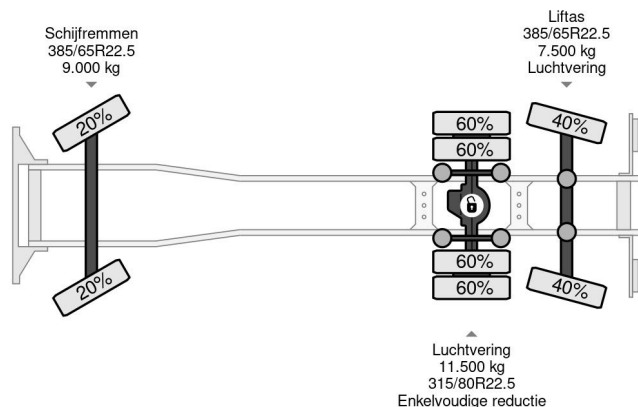 Schijfremmen
385/65R22.5
9.000 kg
Liftas
385/65R22.5
7.500 kg
Luchtvering
20%
60%
60%
40%
20%
60%
60%
40%
Luchtvering
11.500 kg
315/80R22.5
Enkelvoudige reductie